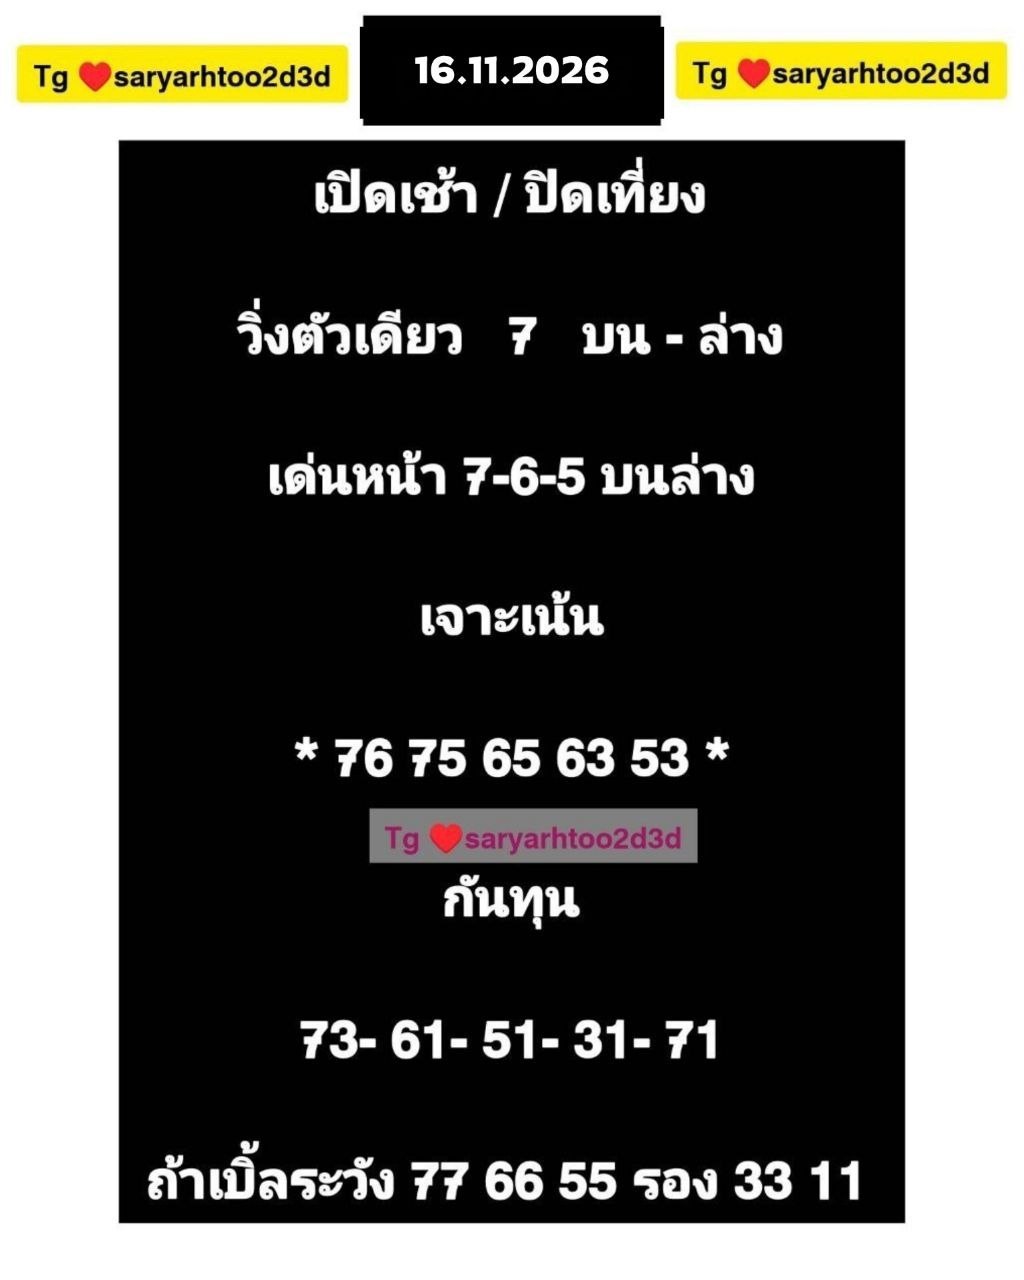 Tg ❤️saryarhtoo2d3d
16.11.2026
Tg ❤️saryarhtoo2d3d
เปิดเช้า / ปิดเที่ยง
วิ่งตัวเดียว 7 บน - ล่าง
เด่นหน้า 7-6-5 บนล่าง
เจาะเน้น
* 76 75 65 63 53 *
Tg ❤️saryarhtoo2d3d
กันทุน
73- 61- 51- 31- 71
ถ้าเบิ้ลระวัง 77 66 55 รอง 33 11